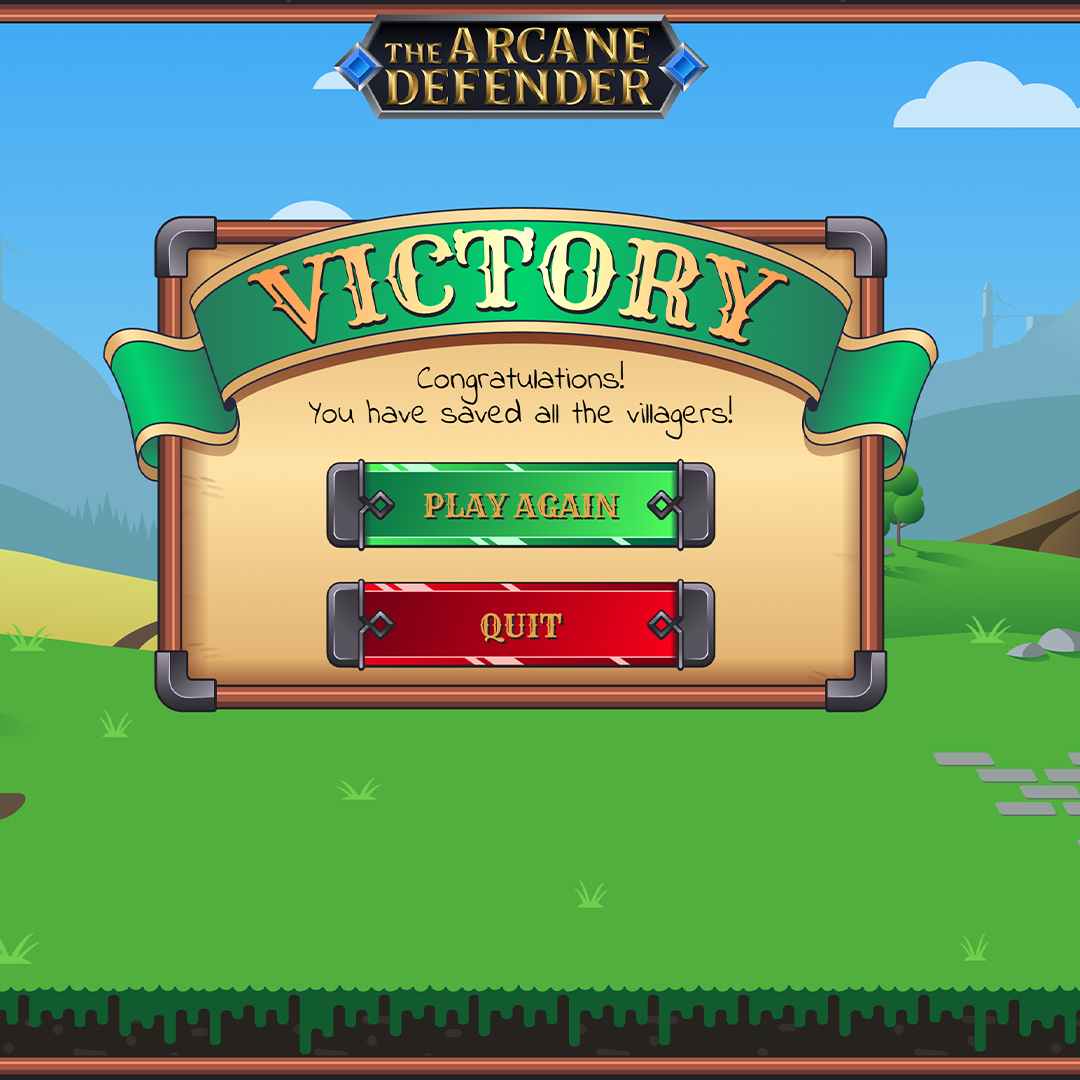 THE ARCANE
DEFENDER
VICTORY
Congratulations!
You have saved all the villagers!
PLAY AGAIN
QUIT